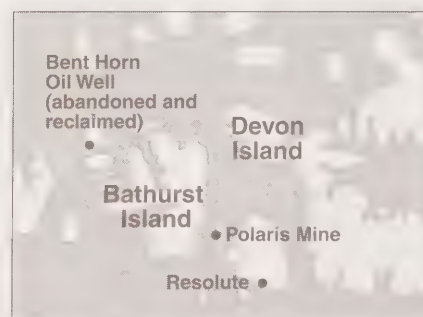 Bent Horn
Oil Well
(abandoned and
reclaimed)
Devon
Island
Bathurst
Island
Polaris Mine
Resolute